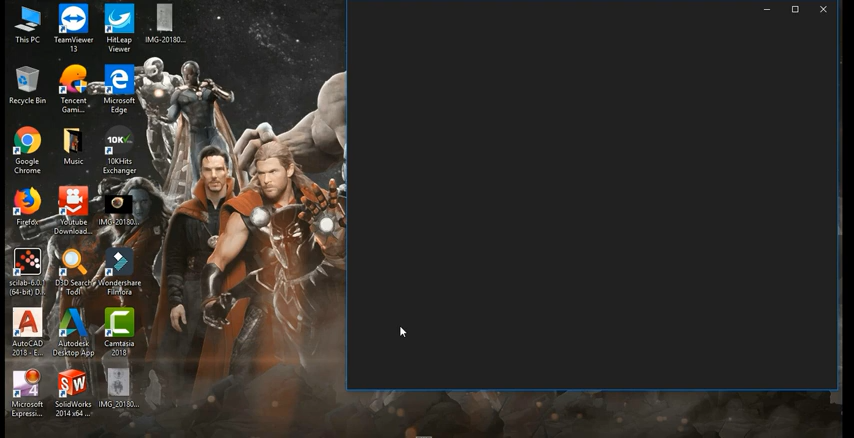 This PC
TeamViewer
13
HitLeap
Viewer
IMG-20180...
Recycle Bin
Tencent
Gami...
Microsoft
Edge
Google
Chrome
Music
10K
10KHits
Exchanger
Firefox
Youtube
Download...
IMG-20180...
scilab-6.0.1
(64-bit) D...
D3D Search
Tool
Wondershare
Filmora
AutoCAD
2018 - E...
Autodesk
Desktop App
Camtasia
2018
Microsoft
Expressi...
SolidWorks
2014 x64 ...
IMG_20180...